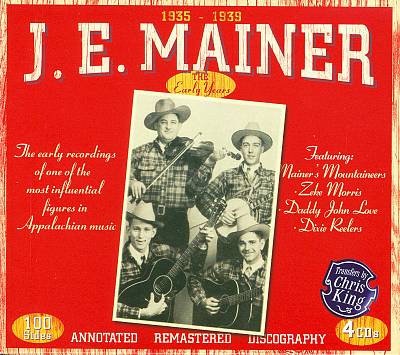 1935 - 1939
J. E. MAINER
THE
Early Years
The early recordings
of one of the
most influential
figures in
Appalachian music
Featuring:
Mainer's Mountaineers
· Zeke Morris
· Daddy John Love
· Dixie Reelers
Transfers by
Chris
King
100
Sides
4 CDs
ANNOTATED REMASTERED DISCOGRAPHY